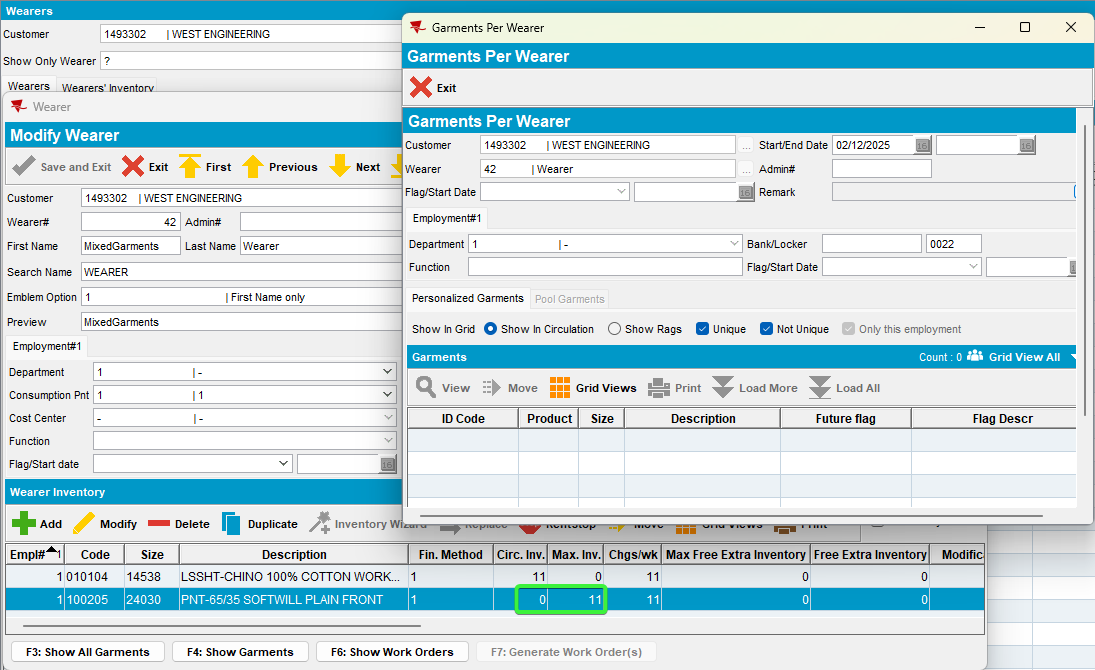 Wearers
Customer 1493302 | WEST ENGINEERING
Show Only Wearer ?
Wearers Wearers' Inventory
Wearer
Modify Wearer
Save and Exit Exit First Previous Next
Customer 1493302 | WEST ENGINEERING
Wearer# 42 Admin#
First Name MixedGarments Last Name Wearer
Search Name WEARER
Emblem Option 1 | First Name only
Preview MixedGarments
Employment#1
Department 1 | -
Consumption Pnt 1 | 1
Cost Center - | -
Function
Flag/Start date 16
Wearer Inventory
Add Modify Delete Duplicate Inventory Wizard Replace Rentstop Move Grid Views Print
Empl# 1 Code Size Description Fin. Method Circ. Inv. Max. Inv. Chgs/wk Max Free Extra Inventory Free Extra Inventory Modific
1 010104 14538 LSSHT-CHINO 100% COTTON WORK... 1 11 0 11 0 0
1 100205 24030 PNT-65/35 SOFTWILL PLAIN FRONT 1 0 11 11 0 0
F3: Show All Garments F4: Show Garments F6: Show Work Orders F7: Generate Work Order(s)
Garments Per Wearer
Garments Per Wearer
Exit
Garments Per Wearer
Customer 1493302 | WEST ENGINEERING ... Start/End Date 02/12/2025 16 16
Wearer 42 | Wearer ... Admin#
Flag/Start Date 16 Remark
Employment#1
Department 1 | - Bank/Locker 0022
Function Flag/Start Date
Personalized Garments Pool Garments
Show In Grid Show In Circulation Show Rags Unique Not Unique Only this employment
Garments Count : 0 Grid View All
View Move Grid Views Print Load More Load All
ID Code Product Size Description Future flag Flag Descr